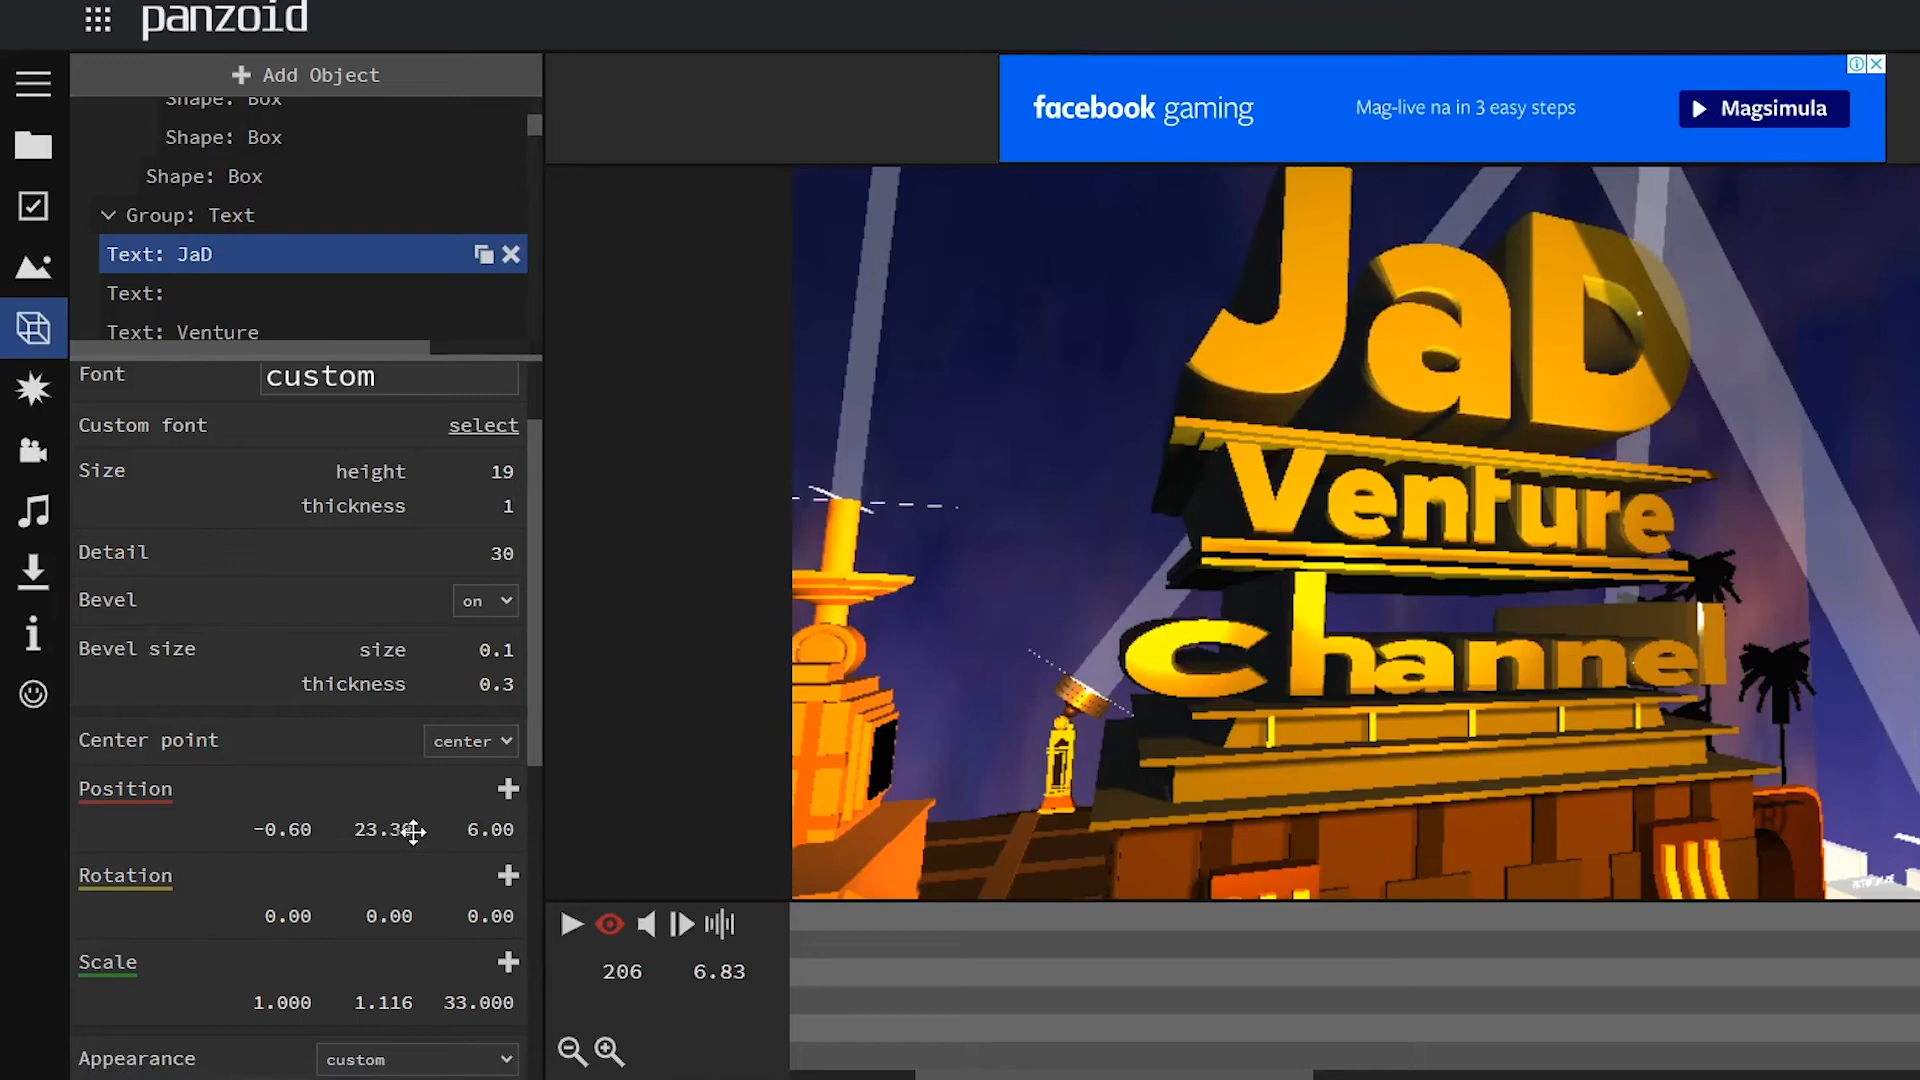 panzoid
Add Object
Shape: Box
Shape: Box
Shape: Box
Group: Text
Text: JaD
Text:
Text: Venture
Font custom
Custom font select
Size height 19
thickness 1
Detail 30
Bevel on
Bevel size size 0.1
thickness 0.3
Center point center
Position
-0.60 6.00
Rotation
0.00 0.00 0.00
Scale
1.000 1.116 33.000
Appearance custom
facebook gaming Mag-live na in 3 easy steps Magsimula
JaD
Venture
channel
206 6.83